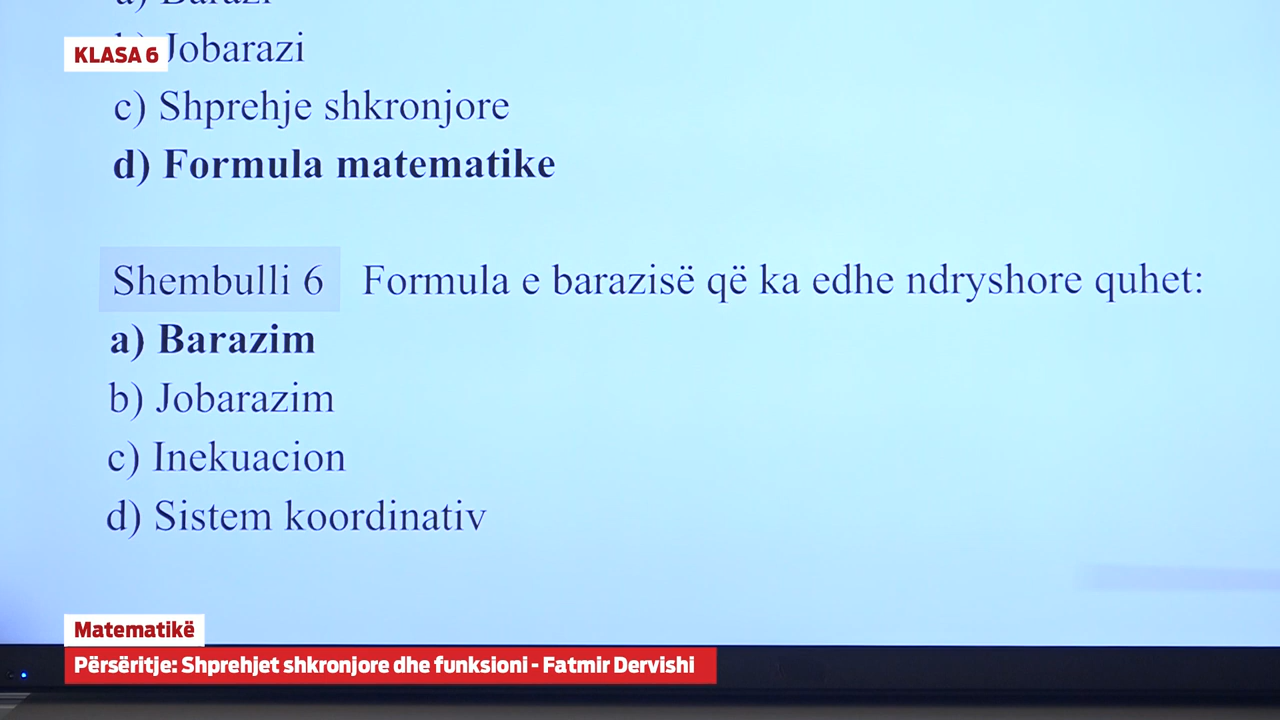 a) Barazi
KLASA 6
Jobarazi
c) Shprehje shkronjore
d) Formula matematike
Shembulli 6 Formula e barazisë që ka edhe ndryshore quhet:
a) Barazim
b) Jobarazim
c) Inekuacion
d) Sistem koordinativ
Matematikë
Përsëritje: Shprehjet shkronjore dhe funksioni - Fatmir Dervishi